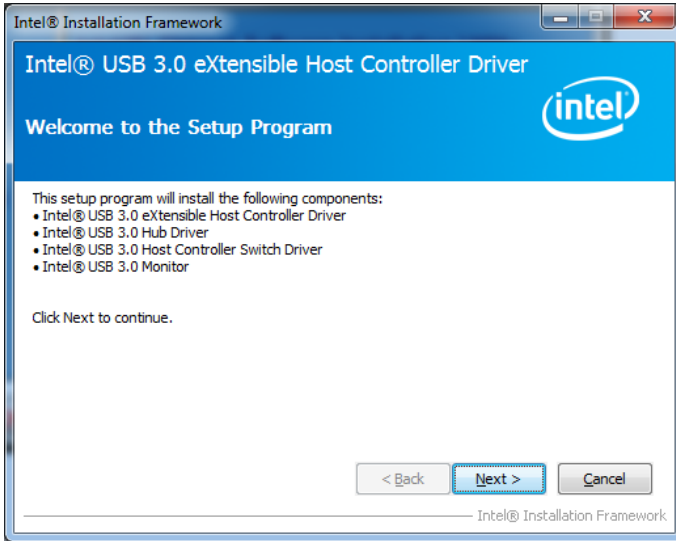 Intel® Installation Framework
Intel® USB 3.0 eXtensible Host Controller Driver
intel
Welcome to the Setup Program
This setup program will install the following components:
• Intel® USB 3.0 eXtensible Host Controller Driver
• Intel® USB 3.0 Hub Driver
• Intel® USB 3.0 Host Controller Switch Driver
• Intel® USB 3.0 Monitor
Click Next to continue.
< Back Next > Cancel
Intel® Installation Framework